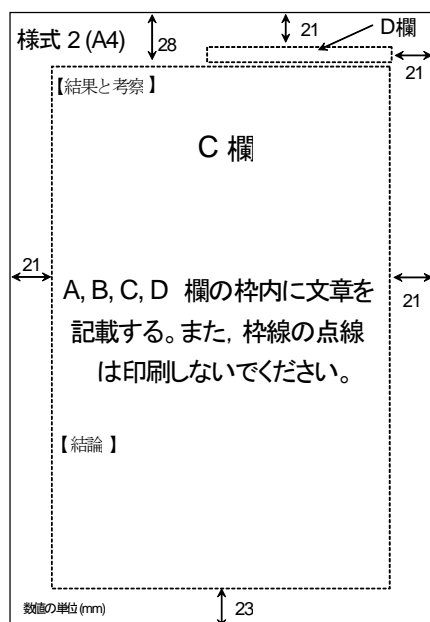 様式 2 (A4)
28
21
D欄
21
【結果と考察】
C 欄
21
21
A, B, C, D 欄の枠内に文章を
記載する。また, 枠線の点線
は印刷しないでください。
【結論】
数値の単位(mm)
23